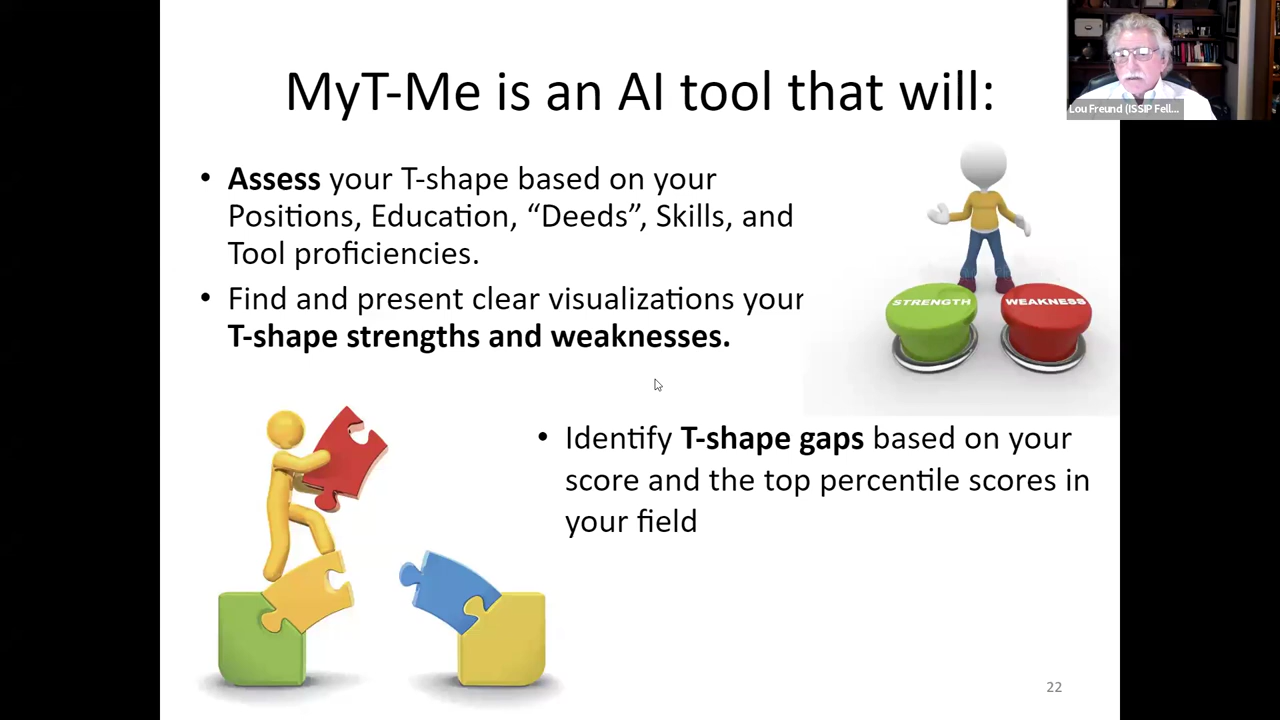 MyT-Me is an AI tool that will:
Lou Freund (ISSIP Fell...
• Assess your T-shape based on your
Positions, Education, “Deeds”, Skills, and
Tool proficiencies.
• Find and present clear visualizations your
T-shape strengths and weaknesses.
STRENGTH
WEAKNESS
• Identify T-shape gaps based on your
score and the top percentile scores in
your field
22